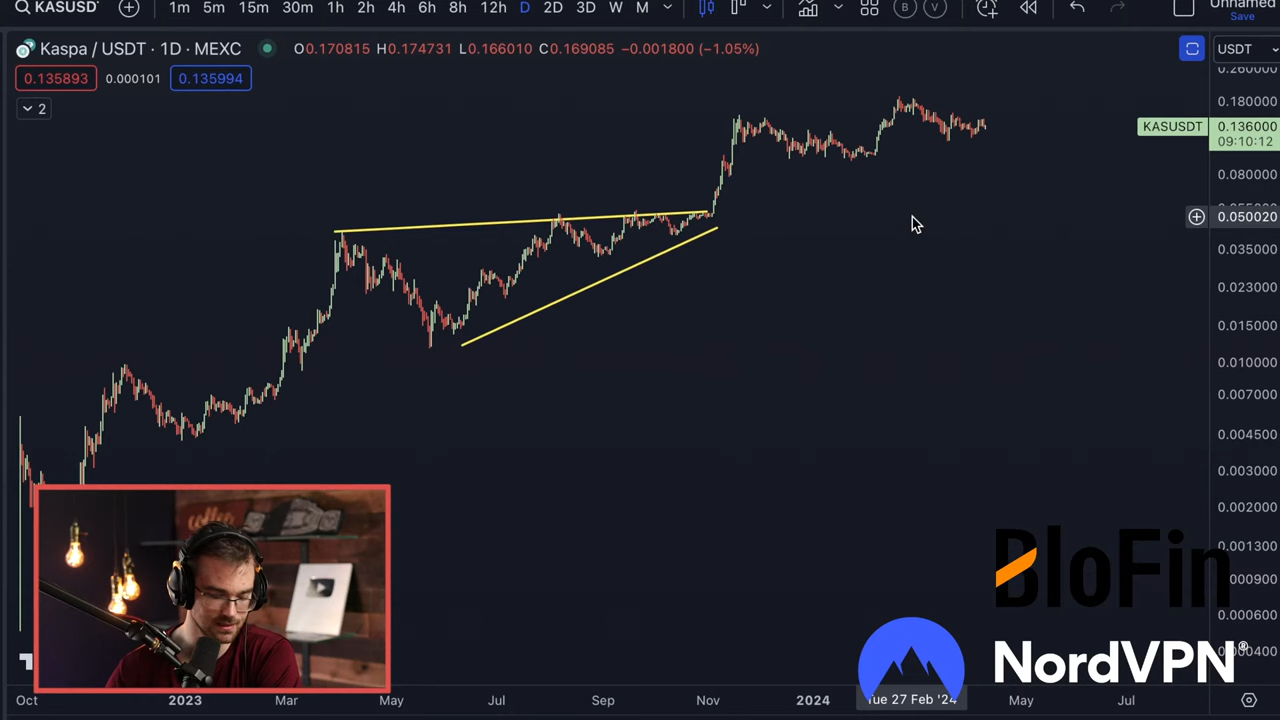 KASUSD
1m 5m 15m 30m 1h 2h 4h 6h 8h 12h D 2D 3D W M
B V
Unnamed
Save
Kaspa / USDT · 1D · MEXC O0.170815 H0.174731 L0.166010 C0.169085 −0.001800 (−1.05%)
USDT
0.135893 0.000101 0.135994
0.260000
2
0.180000
KASUSDT 0.136000
09:10:12
0.080000
0.050020
0.035000
0.023000
0.015000
0.010000
0.007000
0.004500
0.003000
0.002000
coffee
BloFin
0.001300
0.000900
0.000600
NordVPN®
Oct 2023 Mar May Jul Sep Nov 2024 Tue 27 Feb '24 May Jul